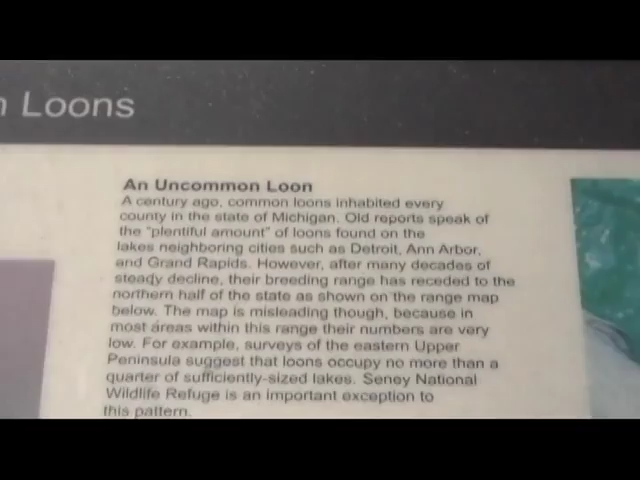 n Loons
An Uncommon Loon
A century ago, common loons inhabited every
county in the state of Michigan. Old reports speak of
the "plentiful amount" of loons found on the
lakes neighboring cities such as Detroit, Ann Arbor,
and Grand Rapids. However, after many decades of
steady decline, their breeding range has receded to the
northern half of the state as shown on the range map
below. The map is misleading though, because in
most areas within this range their numbers are very
low. For example, surveys of the eastern Upper
Peninsula suggest that loons occupy no more than a
quarter of sufficiently-sized lakes. Seney National
Wildlife Refuge is an important exception to
this pattern.